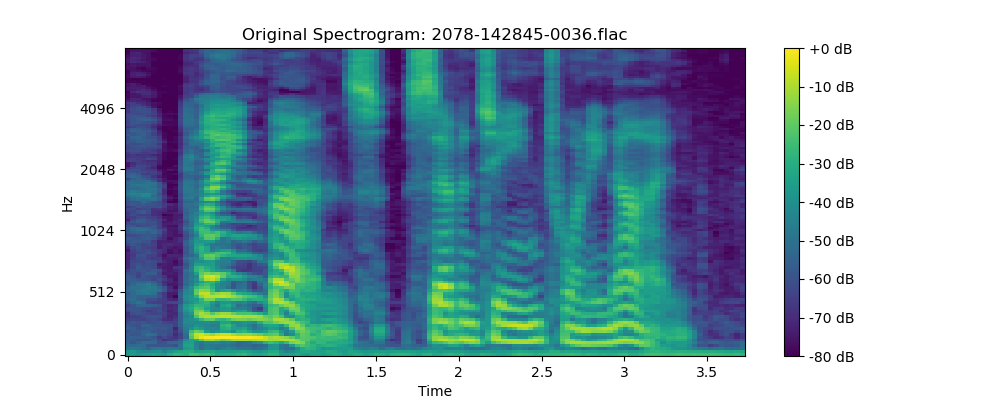 Original Spectrogram: 2078-142845-0036.flac
+0 dB
4096
-10 dB
-20 dB
2048
-30 dB
Hz
1024
-40 dB
-50 dB
512
-60 dB
-70 dB
0
-80 dB
0 0.5 1 1.5 2 2.5 3 3.5
Time